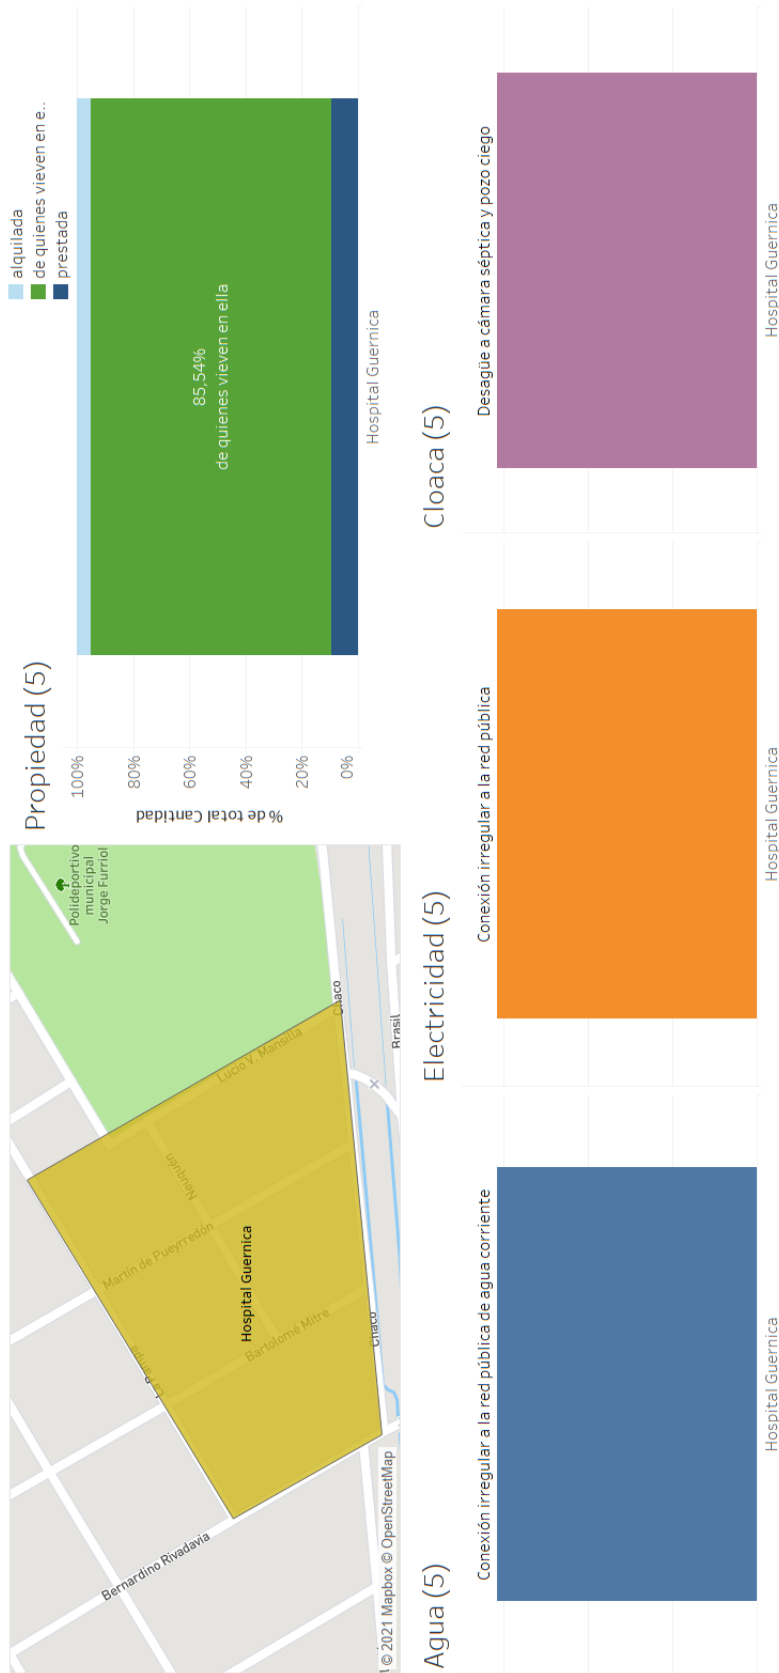 Polideportivo
municipal
Jorge Furriol
Lucio V. Mansilla
Chaco
Brasil
Neuquén
Martín de Pueyrredón
Hospital Guernica
La Pampa
Bartolomé Mitre
Chaco
Bernardino Rivadavia
© 2021 Mapbox © OpenStreetMap
Propiedad (5)
alquilada
de quienes vieven en e..
prestada
% de total Cantidad
100%
80%
60%
40%
20%
0%
85,54%
de quienes vieven en ella
Hospital Guernica
Agua (5)
Conexión irregular a la red pública de agua corriente
Hospital Guernica
Electricidad (5)
Conexión irregular a la red pública
Hospital Guernica
Cloaca (5)
Desagüe a cámara séptica y pozo ciego
Hospital Guernica